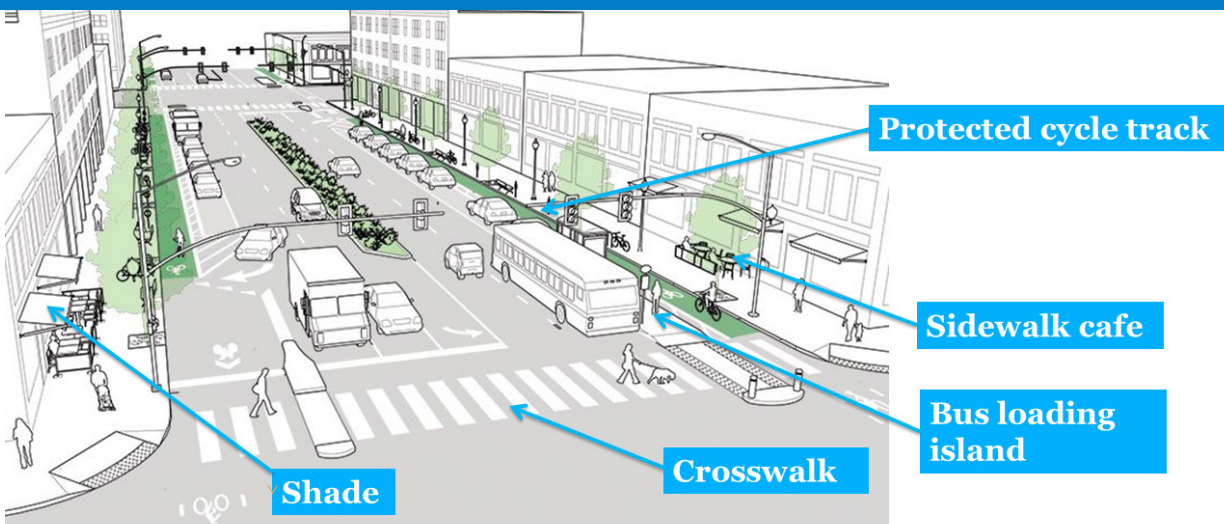 Protected cycle track
Sidewalk cafe
Bus loading
island
Crosswalk
Shade